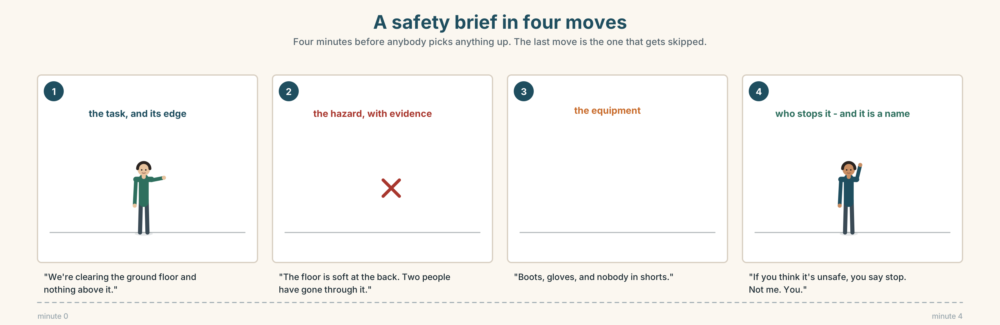 A safety brief in four moves
Four minutes before anybody picks anything up. The last move is the one that gets skipped.
1
the task, and its edge
"We're clearing the ground floor and
nothing above it."
2
the hazard, with evidence
"The floor is soft at the back. Two people
have gone through it."
3
the equipment
"Boots, gloves, and nobody in shorts."
4
who stops it - and it is a name
"If you think it's unsafe, you say stop.
Not me. You."
minute 0
minute 4